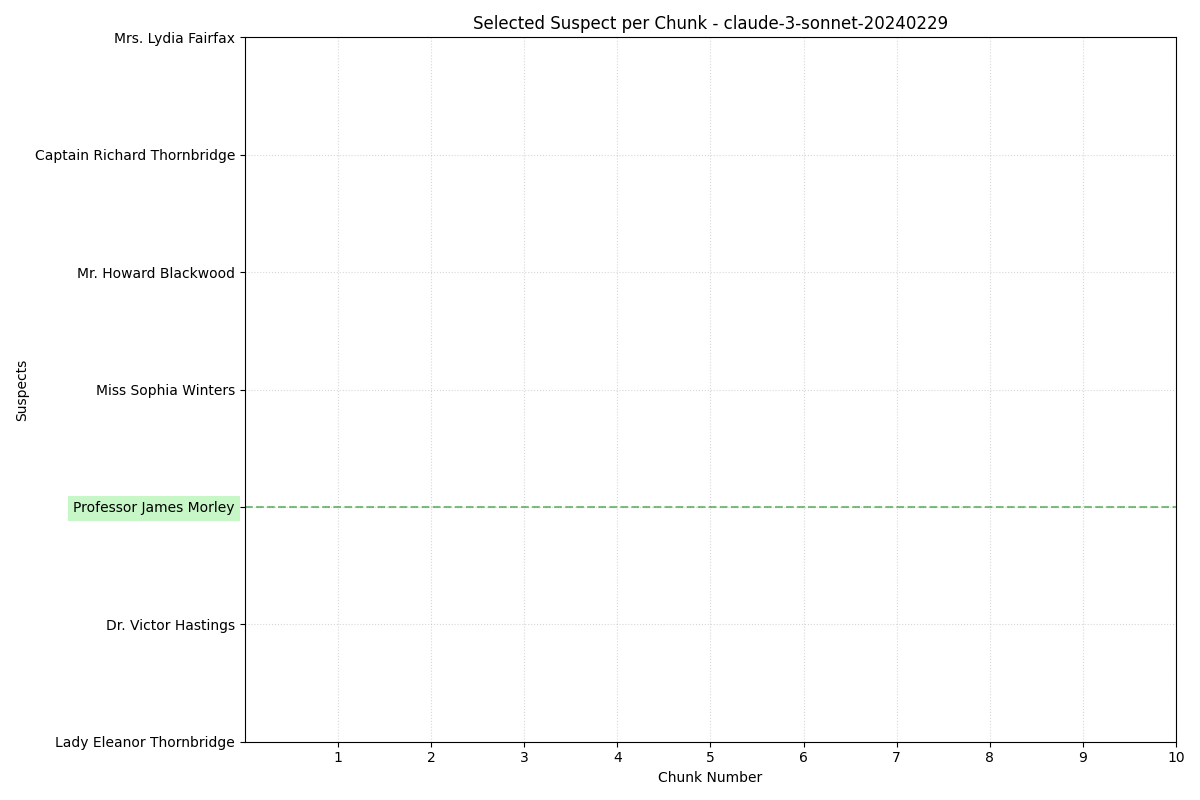 Selected Suspect per Chunk - claude-3-sonnet-20240229
Mrs. Lydia Fairfax
Captain Richard Thornbridge
Mr. Howard Blackwood
Miss Sophia Winters
Professor James Morley
Dr. Victor Hastings
Lady Eleanor Thornbridge
Suspects
1 2 3 4 5 6 7 8 9 10
Chunk Number